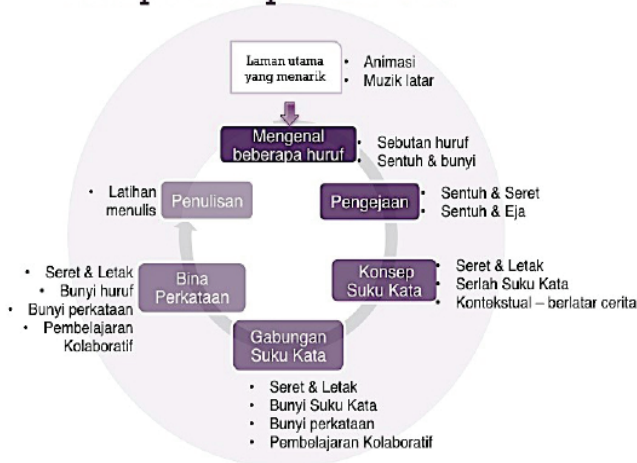 Laman utama
yang menarik
• Animasi
• Muzik latar
Mengenal
beberapa huruf
• Sebutan huruf
• Sentuh & bunyi
Pengejaan
• Sentuh & Seret
• Sentuh & Eja
Konsep
Suku Kata
• Seret & Letak
• Serlah Suku Kata
• Kontekstual – berlatar cerita
Gabungan
Suku Kata
• Seret & Letak
• Bunyi Suku Kata
• Bunyi perkataan
• Pembelajaran Kolaboratif
Bina
Perkataan
• Seret & Letak
• Bunyi huruf
• Bunyi perkataan
• Pembelajaran
Kolaboratif
Penulisan
• Latihan
menulis